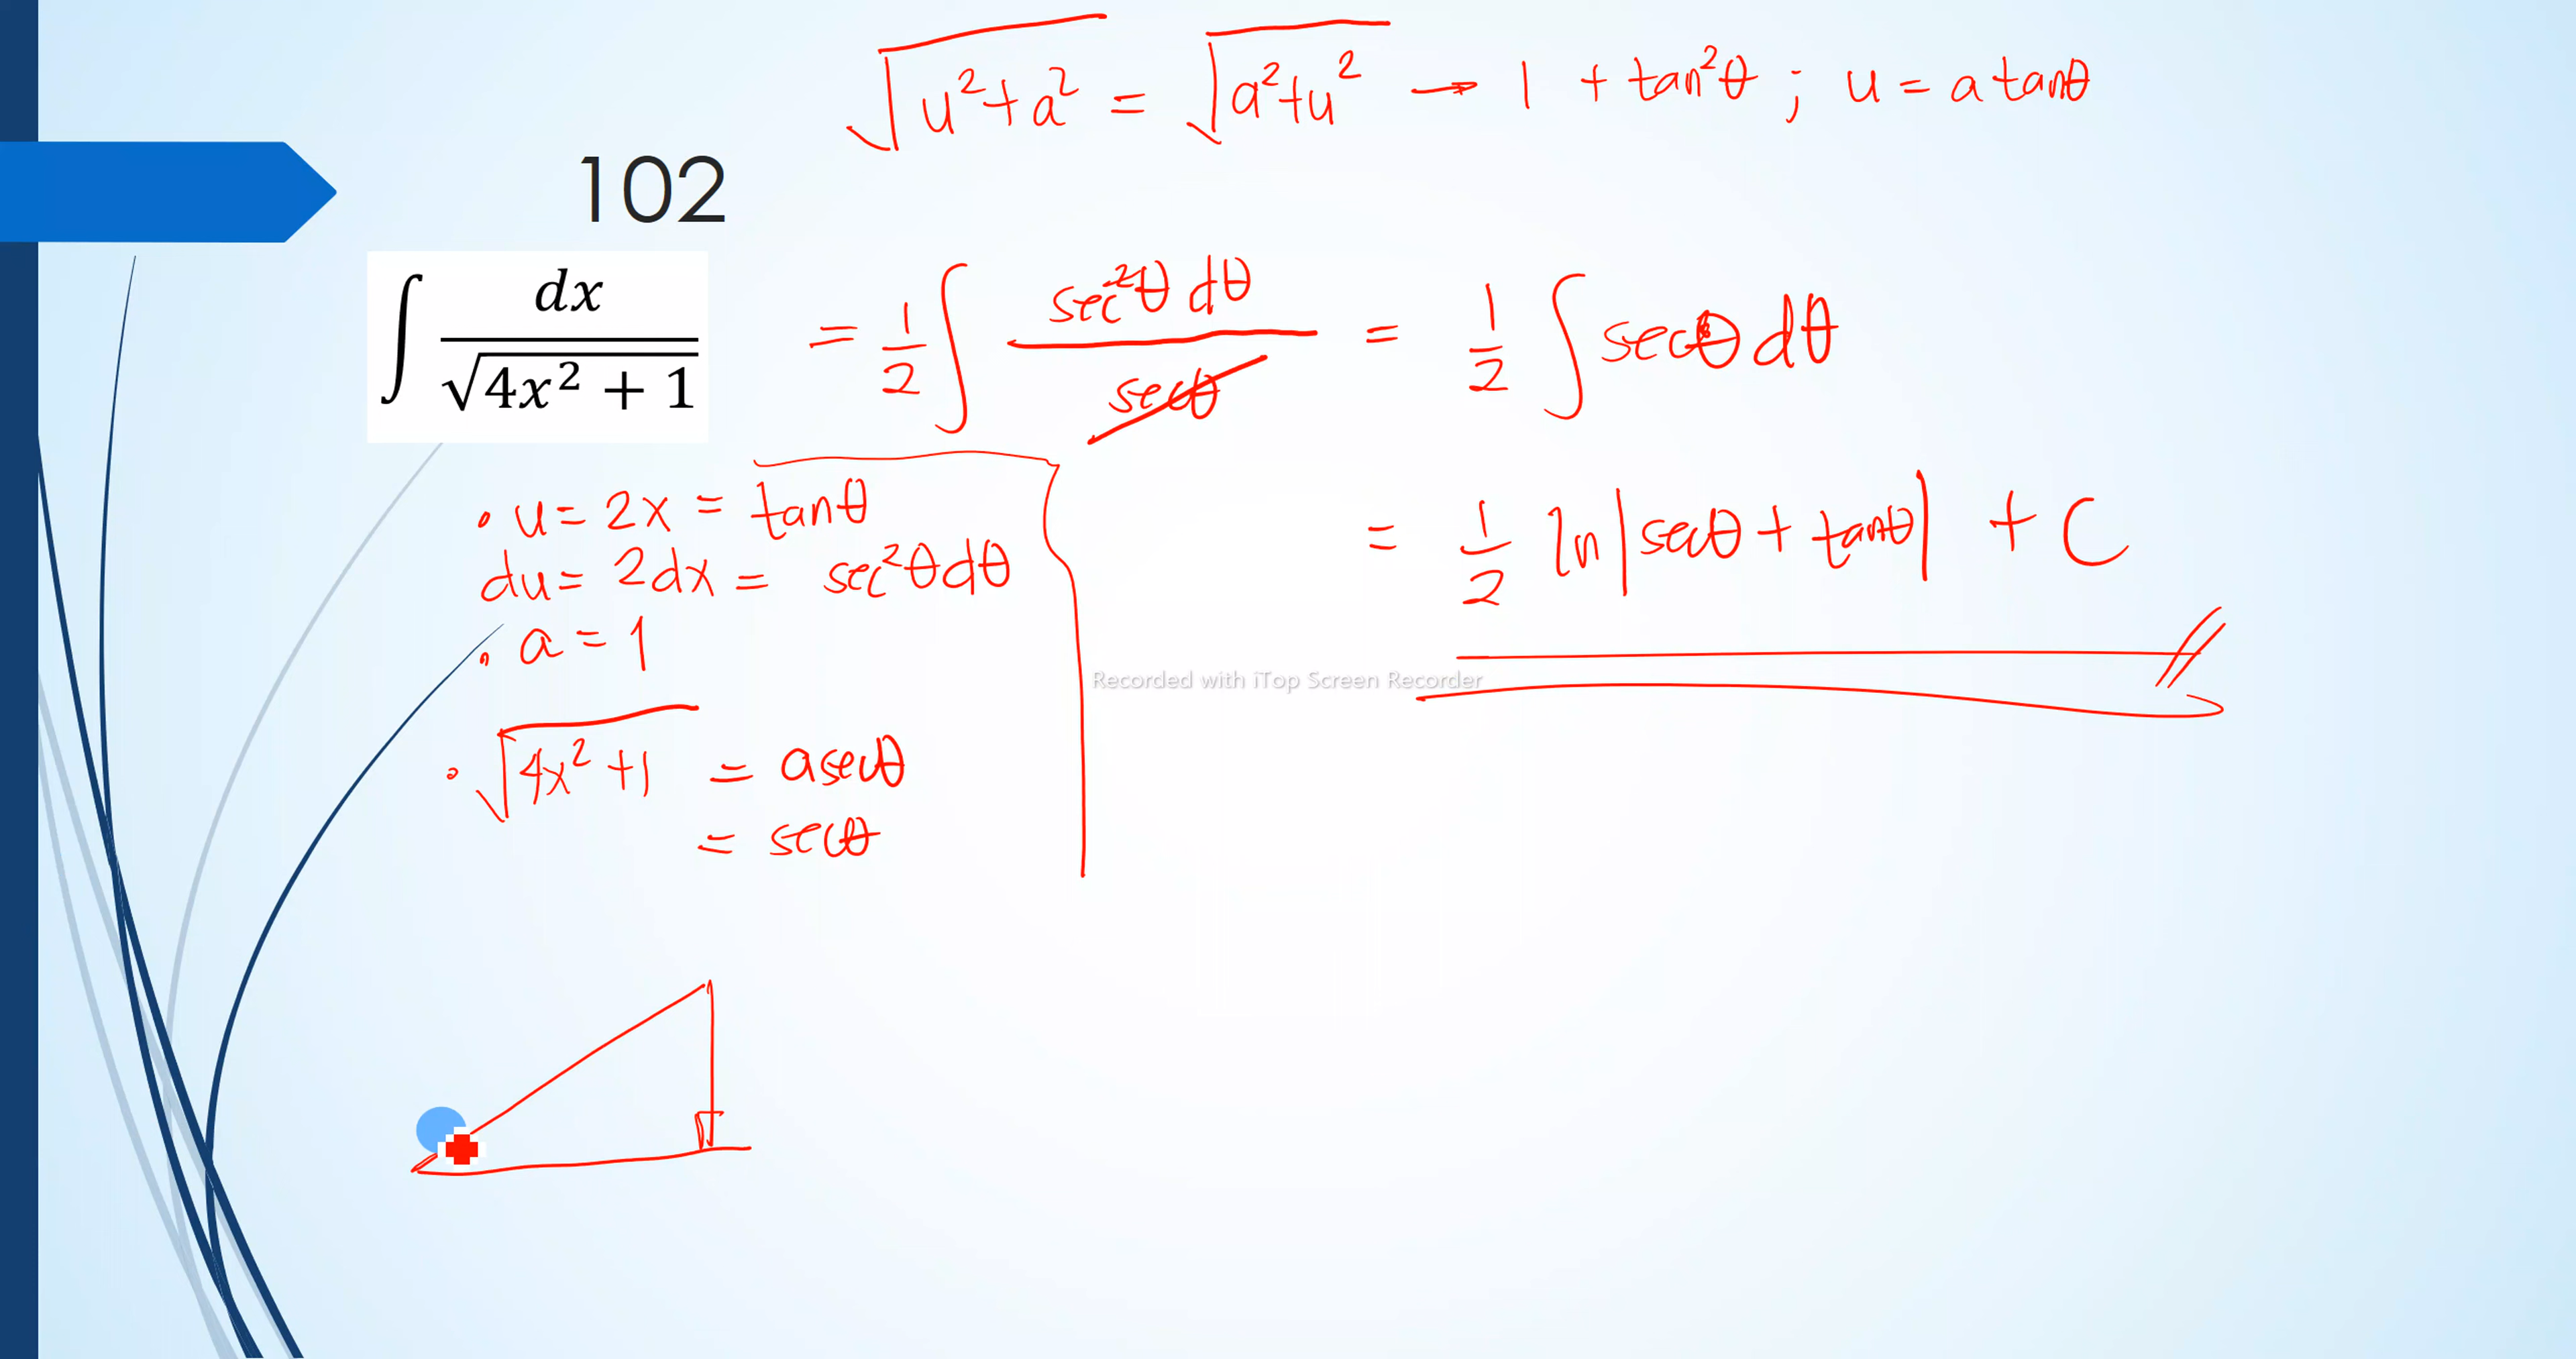 √(u²+a²) = √(a²+u²) → 1 + tan²θ ; u = a tanθ
102
∫ dx / √(4x² + 1) = 1/2 ∫ sec²θ dθ / secθ = 1/2 ∫ secθ dθ
= 1/2 ln|secθ + tanθ| + C
• u = 2x = tanθ
du = 2dx = sec²θ dθ
• a = 1
• √(4x² + 1) = a secθ
= secθ
Recorded with iTop Screen Recorder